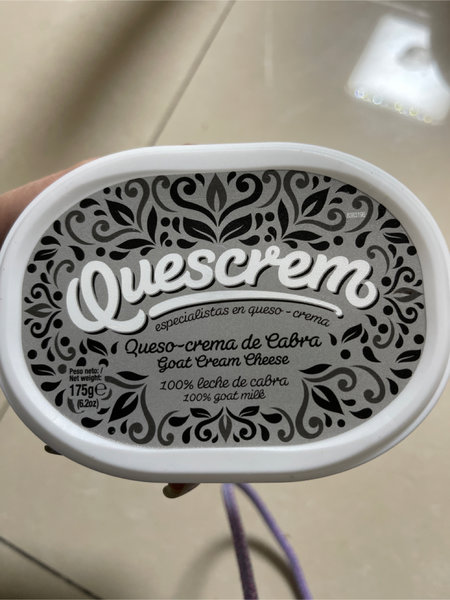 Quescrem
especialistas en queso-crema
Queso-crema de Cabra
Goat Cream Cheese
Peso neto: /
Net weight:
175g℮
(6.2oz)
100% leche de cabra
100% goat milk